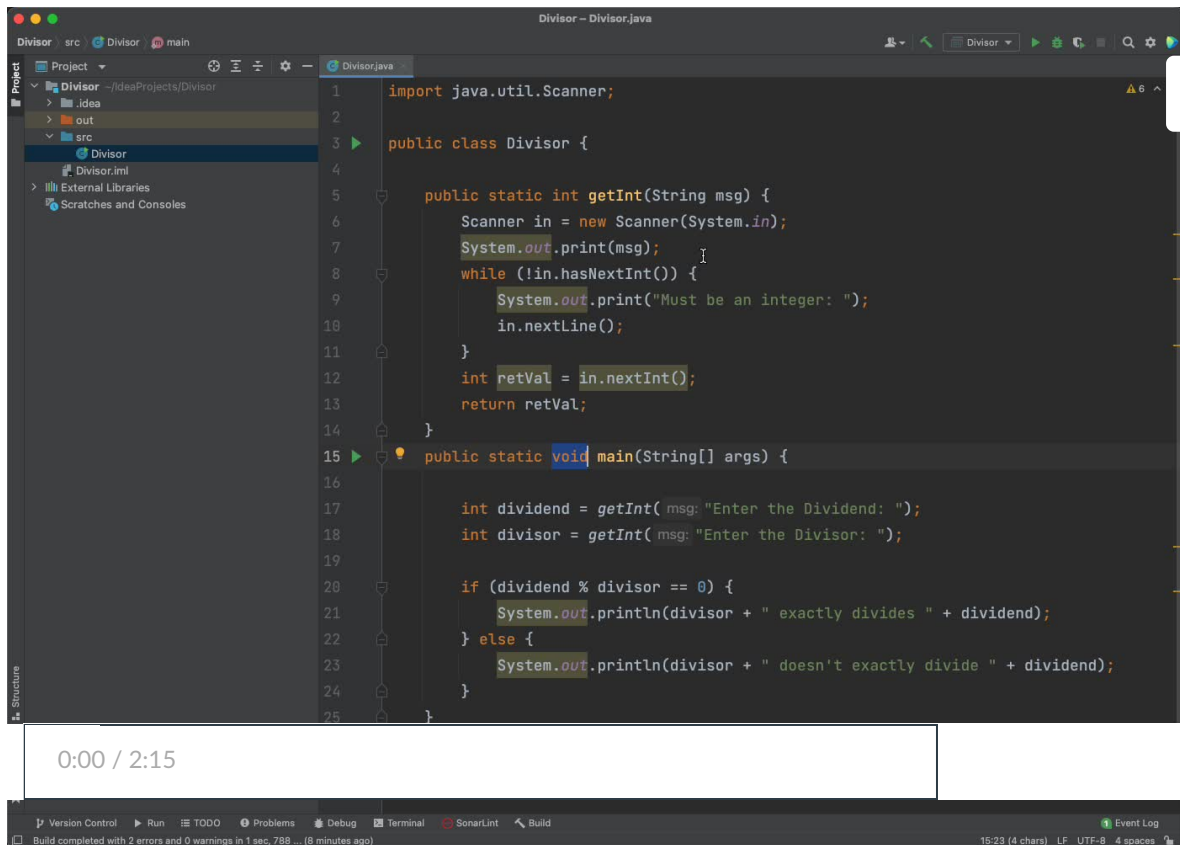 Divisor – Divisor.java
Divisor src Divisor main
Divisor
Project
Project
Divisor.java
6
Divisor ~/IdeaProjects/Divisor
.idea
out
src
Divisor
Divisor.iml
External Libraries
Scratches and Consoles
1 import java.util.Scanner;
2
3 public class Divisor {
4
5 public static int getInt(String msg) {
6 Scanner in = new Scanner(System.in);
7 System.out.print(msg);
8 while (!in.hasNextInt()) {
9 System.out.print("Must be an integer: ");
10 in.nextLine();
11 }
12 int retVal = in.nextInt();
13 return retVal;
14 }
15 public static void main(String[] args) {
16
17 int dividend = getInt( msg: "Enter the Dividend: ");
18 int divisor = getInt( msg: "Enter the Divisor: ");
19
20 if (dividend % divisor == 0) {
21 System.out.println(divisor + " exactly divides " + dividend);
22 } else {
23 System.out.println(divisor + " doesn't exactly divide " + dividend);
24 }
25 }
Structure
0:00 / 2:15
Version Control Run TODO Problems Debug Terminal SonarLint Build
1 Event Log
Build completed with 2 errors and 0 warnings in 1 sec, 788 ... (8 minutes ago)
15:23 (4 chars) LF UTF-8 4 spaces